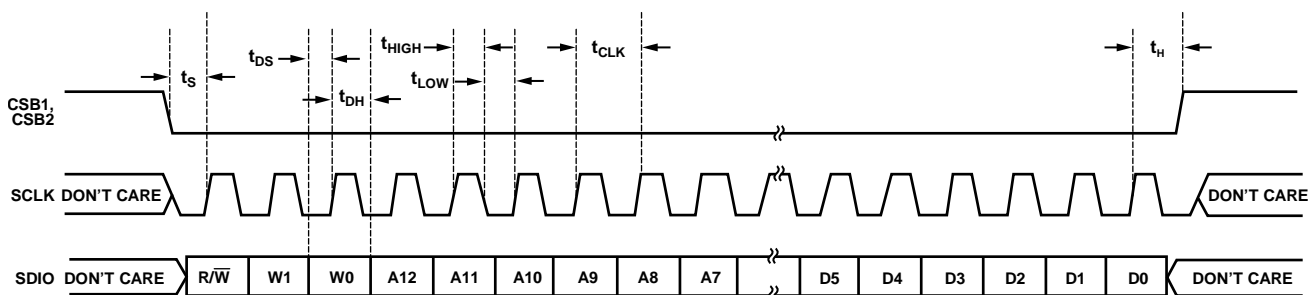 tDS
tHIGH
tCLK
tH
tS
tDH
tLOW
CSB1,
CSB2
SCLK DON'T CARE DON'T CARE
SDIO DON'T CARE R/W̅ W1 W0 A12 A11 A10 A9 A8 A7 D5 D4 D3 D2 D1 D0 DON'T CARE